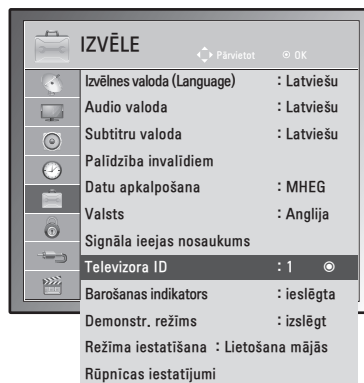 IZVĒLE
Pārvietot OK
Izvēlnes valoda (Language) : Latviešu
Audio valoda : Latviešu
Subtitru valoda : Latviešu
Palīdzība invalīdiem
Datu apkalpošana : MHEG
Valsts : Anglija
Signāla ieejas nosaukums
Televizora ID : 1
Barošanas indikators : ieslēgta
Demonstr. režīms : izslēgt
Režīma iestatīšana : Lietošana mājās
Rūpnīcas iestatījumi